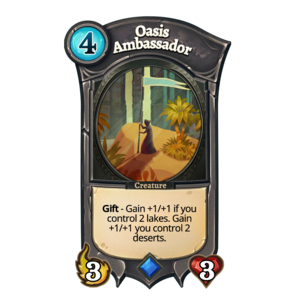 4
Oasis
Ambassador
Creature
Gift - Gain +1/+1 if you
control 2 lakes. Gain
+1/+1 you control 2
deserts.
3
3